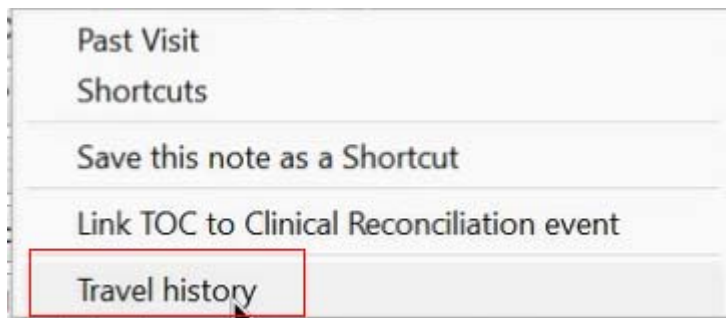 Past Visit
Shortcuts
Save this note as a Shortcut
Link TOC to Clinical Reconciliation event
Travel history